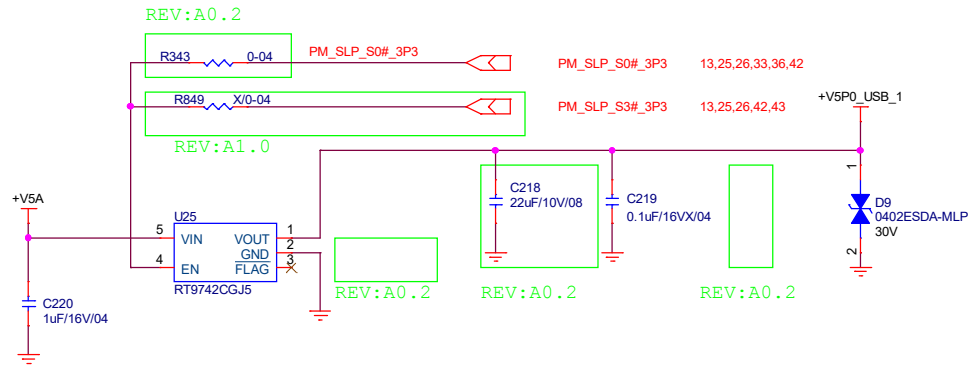 REV:A0.2
R343 0-04 PM_SLP_S0#_3P3
PM_SLP_S0#_3P3 13,25,26,33,36,42
R849 X/0-04
PM_SLP_S3#_3P3 13,25,26,42,43
REV:A1.0
+V5P0_USB_1
+V5A
U25
5 VIN VOUT 1
GND 2
4 EN FLAG 3
RT9742CGJ5
C220
1uF/16V/04
REV:A0.2
C218
22uF/10V/08
REV:A0.2
C219
0.1uF/16VX/04
REV:A0.2
1
D9
0402ESDA-MLP
30V
2